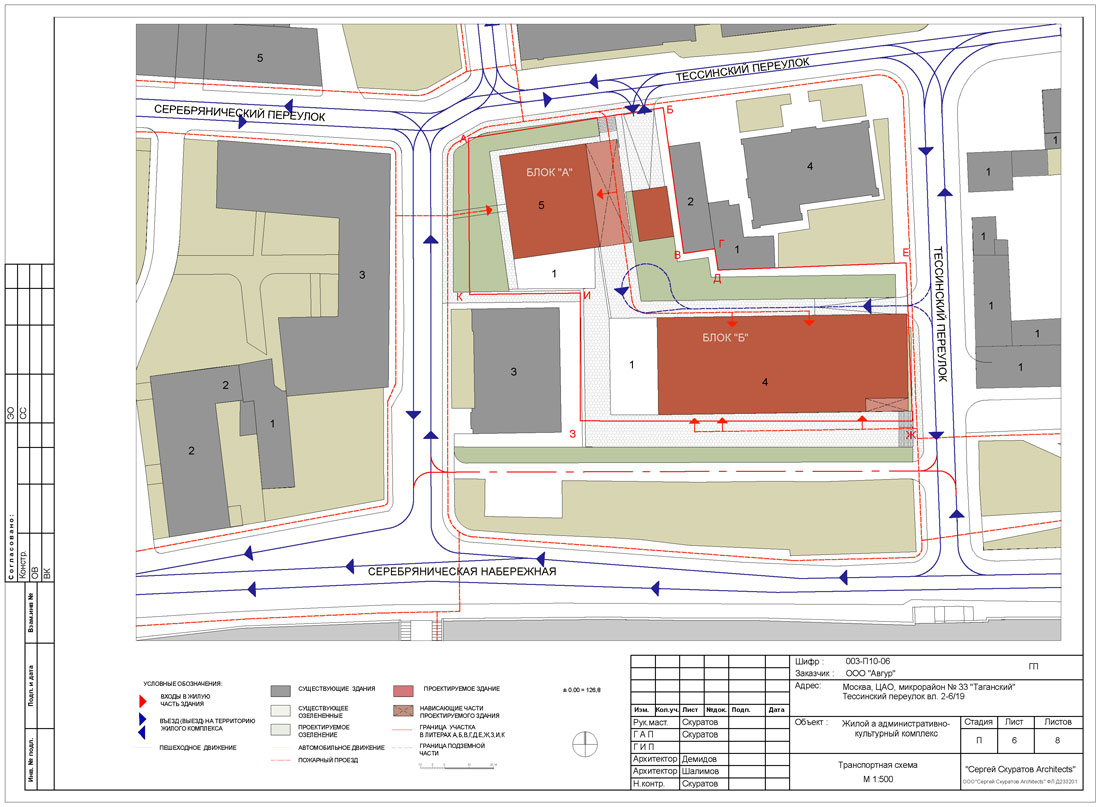 5
СЕРЕБРЯНИЧЕСКИЙ ПЕРЕУЛОК
ТЕССИНСКИЙ ПЕРЕУЛОК
А
Б
БЛОК "А"
5
2
4
1
1
1
В
Г
Д
Е
3
1
К
И
ТЕССИНСКИЙ ПЕРЕУЛОК
1
1
1
1
БЛОК "Б"
4
1
3
З
Ж
2
1
2
СЕРЕБРЯНИЧЕСКАЯ НАБЕРЕЖНАЯ
Согласовано:
ЭО
СС
Констр.
ОВ
ВК
Взам.инв №
Подп. и дата
Инв. № подл.
УСЛОВНЫЕ ОБОЗНАЧЕНИЯ:
ВХОДЫ В ЖИЛУЮ
ЧАСТЬ ЗДАНИЯ
ВЪЕЗД (ВЫЕЗД) НА ТЕРРИТОРИЮ
ЖИЛОГО КОМПЛЕКСА
ПЕШЕХОДНОЕ ДВИЖЕНИЕ
СУЩЕСТВУЮЩИЕ ЗДАНИЯ
СУЩЕСТВУЮЩЕЕ
ОЗЕЛЕНЕННЫЕ
ПРОЕКТИРУЕМОЕ
ОЗЕЛЕНЕНИЕ
АВТОМОБИЛЬНОЕ ДВИЖЕНИЕ
ПОЖАРНЫЙ ПРОЕЗД
ПРОЕКТИРУЕМОЕ ЗДАНИЕ
НАВИСАЮЩИЕ ЧАСТИ
ПРОЕКТИРУЕМОГО ЗДАНИЯ
ГРАНИЦА УЧАСТКА
В ЛИТЕРАХ А,Б,В,Г,Д,Е,Ж,З,И,К
ГРАНИЦА ПОДЗЕМНОЙ
ЧАСТИ
± 0.00 = 126,8
Шифр : 003-П10-06
ГП
Заказчик : ООО "Авгур"
Адрес: Москва, ЦАО, микрорайон № 33 "Таганский"
Тессинский переулок вл. 2-6/19
Изм. Кол.уч. Лист №док. Подп. Дата
Рук.маст. Скуратов
Г А П Скуратов
Г И П
Архитектор Демидов
Архитектор Шалимов
Н.контр. Скуратов
Объект : Жилой а административно-
культурный комплекс
Стадия Лист Листов
П 6 8
Транспортная схема
М 1:500
"Сергей Скуратов Architects"
ООО"Сергей Скуратов Architects" ФЛ Д233201